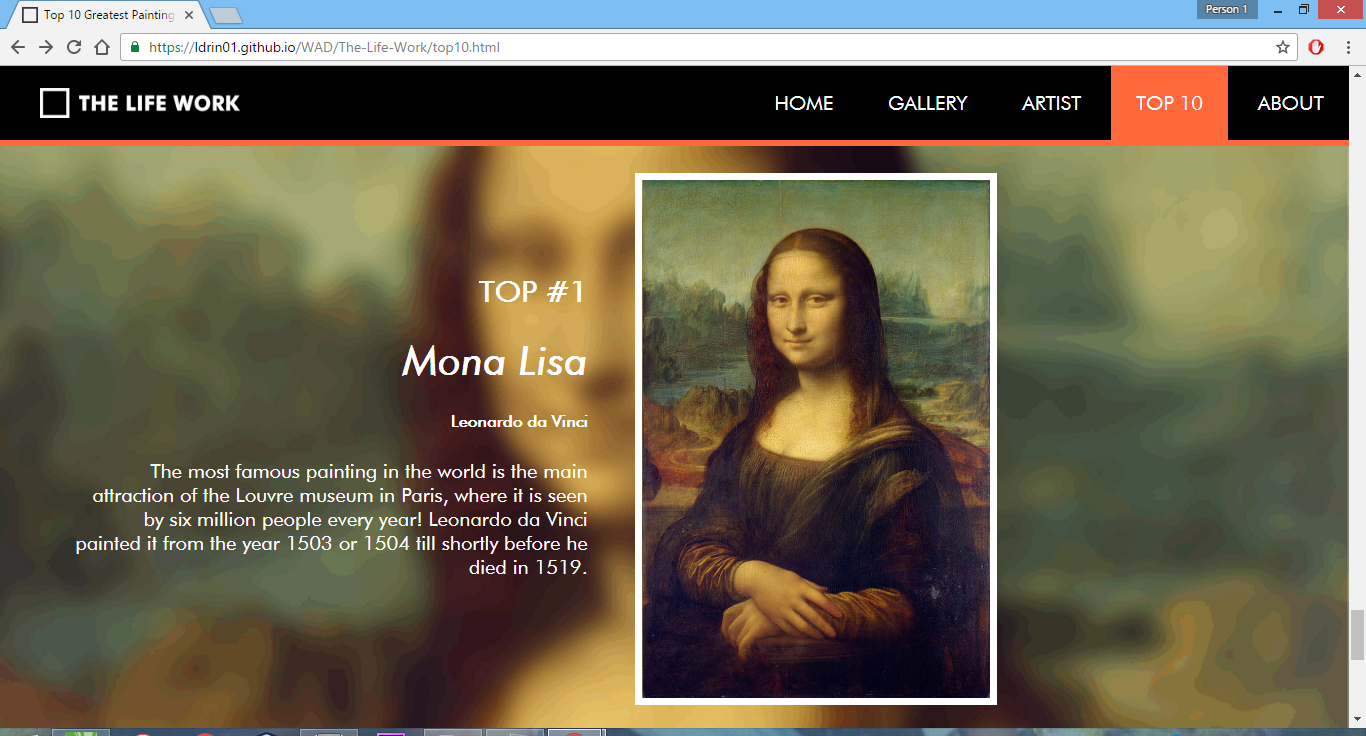 Top 10 Greatest Painting
Person 1
https://ldrin01.github.io/WAD/The-Life-Work/top10.html
THE LIFE WORK
HOME
GALLERY
ARTIST
TOP 10
ABOUT
TOP #1
Mona Lisa
Leonardo da Vinci
The most famous painting in the world is the main
attraction of the Louvre museum in Paris, where it is seen
by six million people every year! Leonardo da Vinci
painted it from the year 1503 or 1504 till shortly before he
died in 1519.